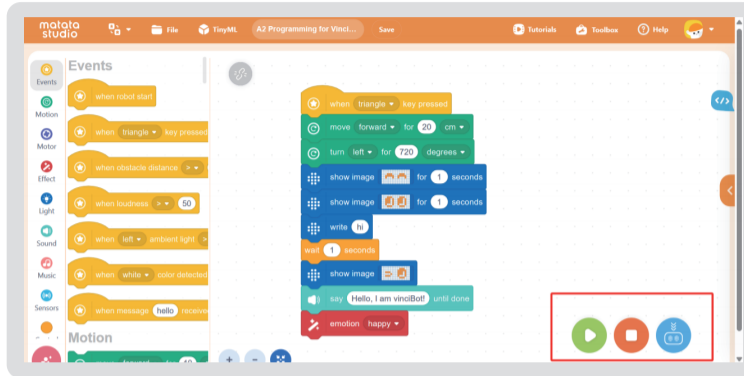 matata
studio
File
TinyML
A2 Programming for Vinci...
Save
Tutorials
Toolbox
Help
Events
Motion
Motor
Effect
Light
Sound
Music
Sensors
Events
when robot start
when triangle key pressed
when obstacle distance >
when loudness > 50
when left ambient light >
when white color detected
when message hello receive
Motion
when triangle key pressed
move forward for 20 cm
turn left for 720 degrees
show image for 1 seconds
show image for 1 seconds
write hi
wait 1 seconds
show image
say Hello, I am vinciBot! until done
emotion happy